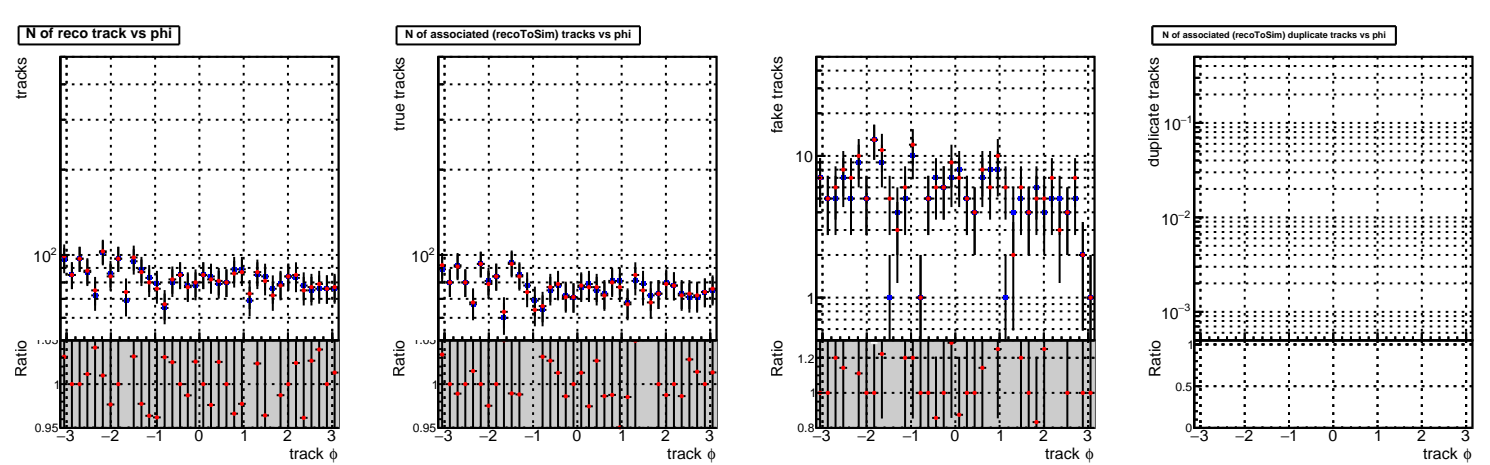 N of reco track vs phi
tracks
10²
Ratio
1.05
1
0.95
−3 −2 −1 0 1 2 3
track ϕ
N of associated (recoToSim) tracks vs phi
true tracks
10²
Ratio
1
0.95
−3 −2 −1 0 1 2 3
track ϕ
fake tracks
10
1
Ratio
1.2
1
0.8
−3 −2 −1 0 1 2 3
track ϕ
N of associated (recoToSim) duplicate tracks vs phi
duplicate tracks
10⁻¹
10⁻²
10⁻³
Ratio
1
0.5
0
−3 −2 −1 0 1 2 3
track ϕ